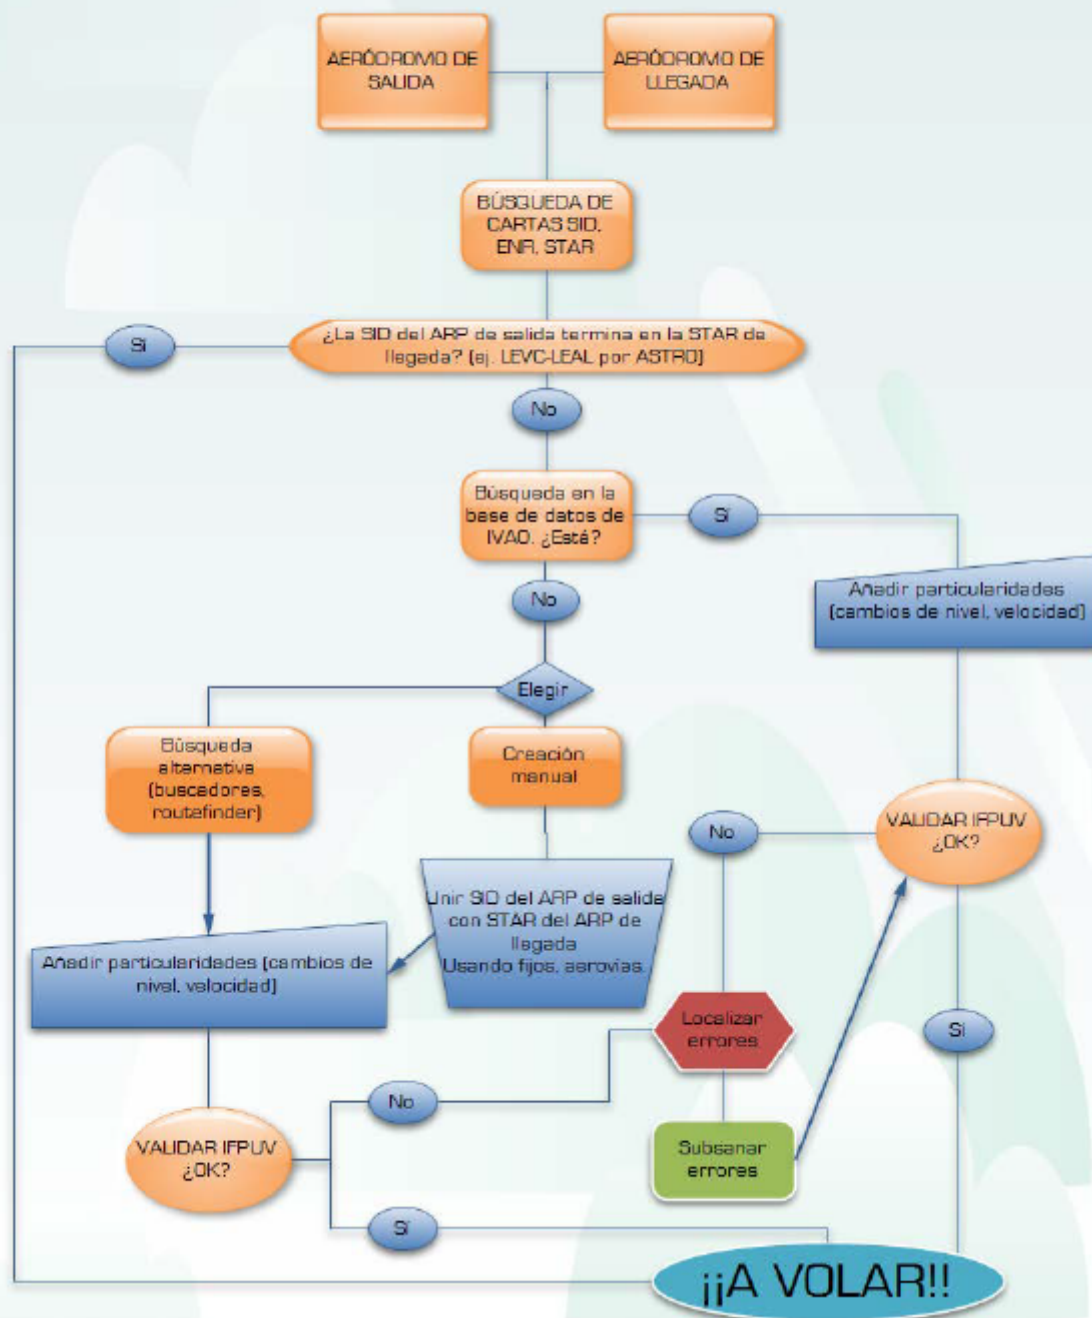 AERÓDROMO DE
SALIDA
AERÓDROMO DE
LLEGADA
BÚSQUEDA DE
CARTAS SID,
ENR, STAR
¿La SID del ARP de salida termina en la STAR de
llegada? (ej. LEVC-LEAL por ASTRO)
Sí
No
Búsqueda en la
base de datos de
IVAO. ¿Está?
Sí
No
Añadir particularidades
(cambios de nivel, velocidad)
Elegir
Búsqueda
alternativa
(buscadores,
routefinder)
Creación
manual
VALIDAR IFPUV
¿OK?
No
Unir SID del ARP de salida
con STAR del ARP de
llegada
Usando fijos, aerovías.
Añadir particularidades (cambios de
nivel, velocidad)
Localizar
errores
Sí
No
VALIDAR IFPUV
¿OK?
Subsanar
errores
Sí
¡¡A VOLAR!!